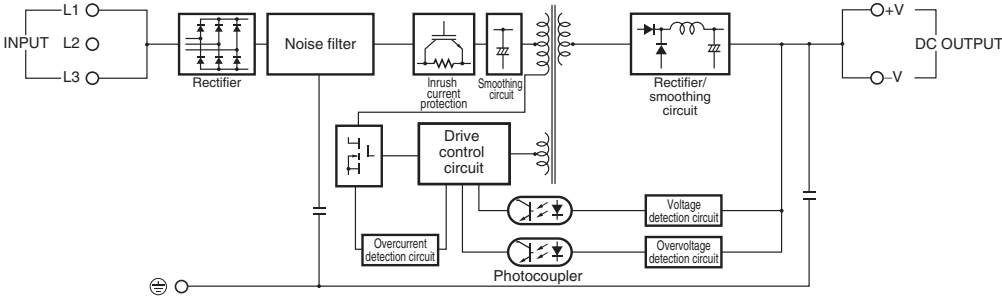 L1
INPUT
L2
L3
Rectifier
Noise filter
Inrush
current
protection
Smoothing
circuit
Rectifier/
smoothing
circuit
+V
DC OUTPUT
−V
Drive
control
circuit
Overcurrent
detection circuit
Voltage
detection circuit
Overvoltage
detection circuit
Photocoupler